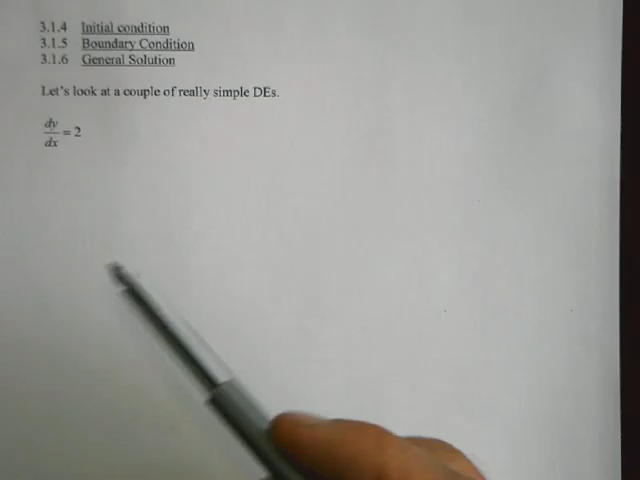 3.1.4 Initial condition
3.1.5 Boundary Condition
3.1.6 General Solution
Let's look at a couple of really simple DEs.
dy/dx = 2